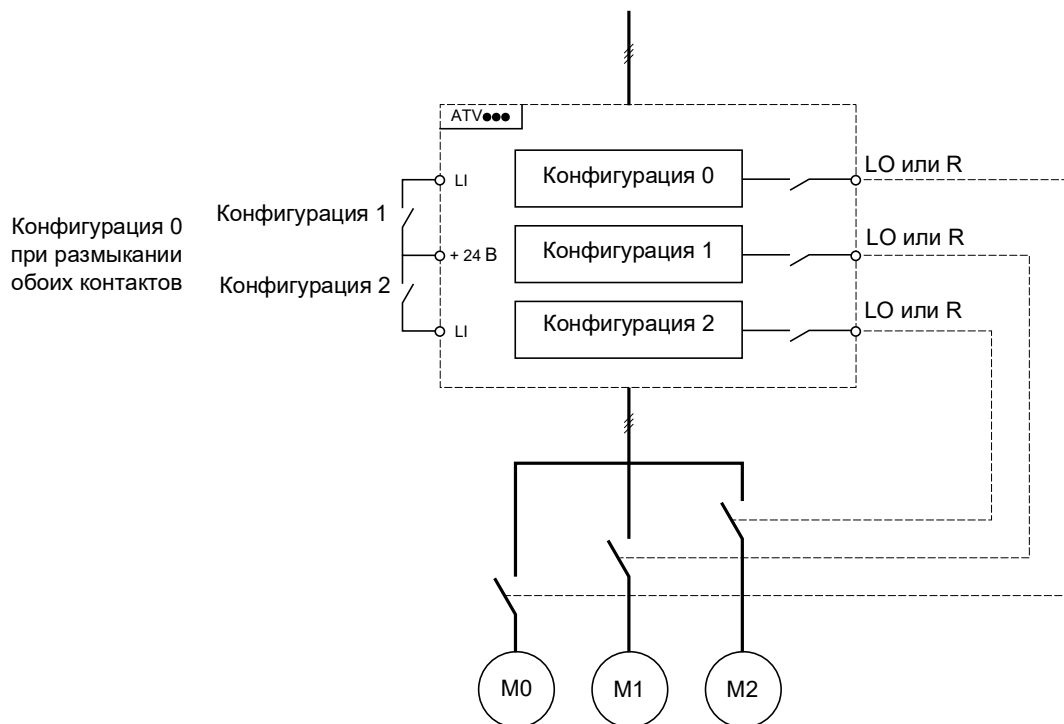 ATV●●●
LI
Конфигурация 0
LO или R
Конфигурация 1
Конфигурация 0
при размыкании
обоих контактов
+ 24 В
Конфигурация 1
LO или R
Конфигурация 2
LI
Конфигурация 2
LO или R
M0
M1
M2